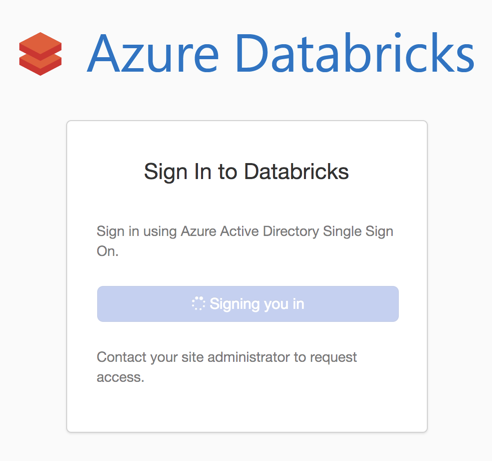 Azure Databricks
Sign In to Databricks
Sign in using Azure Active Directory Single Sign
On.
Signing you in
Contact your site administrator to request
access.